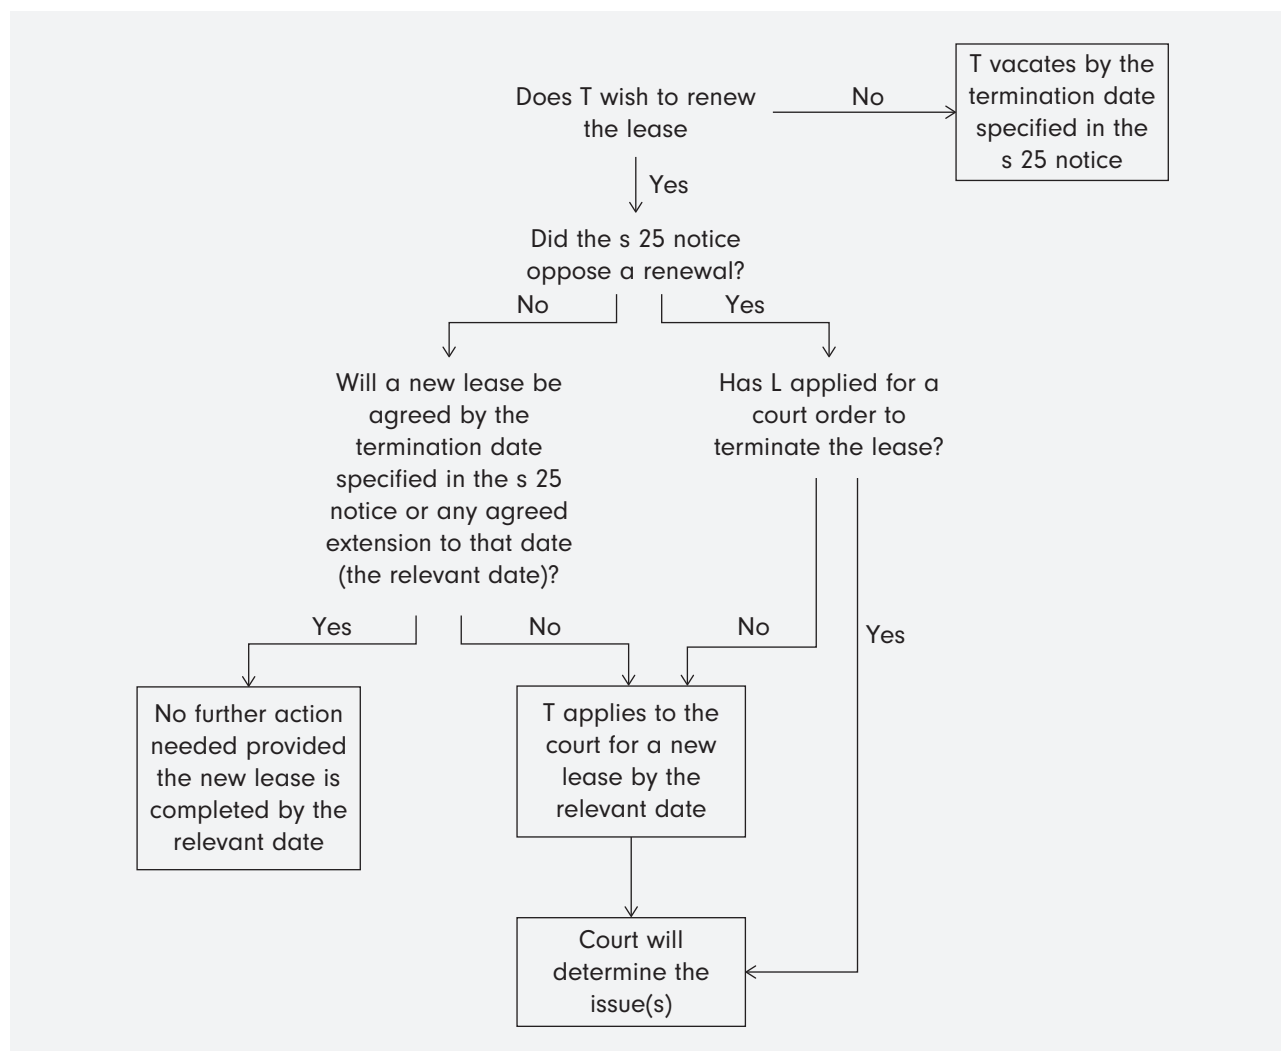 Does T wish to renew
the lease
No
T vacates by the
termination date
specified in the
s 25 notice
Yes
Did the s 25 notice
oppose a renewal?
No
Yes
Will a new lease be
agreed by the
termination date
specified in the s 25
notice or any agreed
extension to that date
(the relevant date)?
Has L applied for a
court order to
terminate the lease?
Yes
No
No
Yes
No further action
needed provided
the new lease is
completed by the
relevant date
T applies to the
court for a new
lease by the
relevant date
Court will
determine the
issue(s)